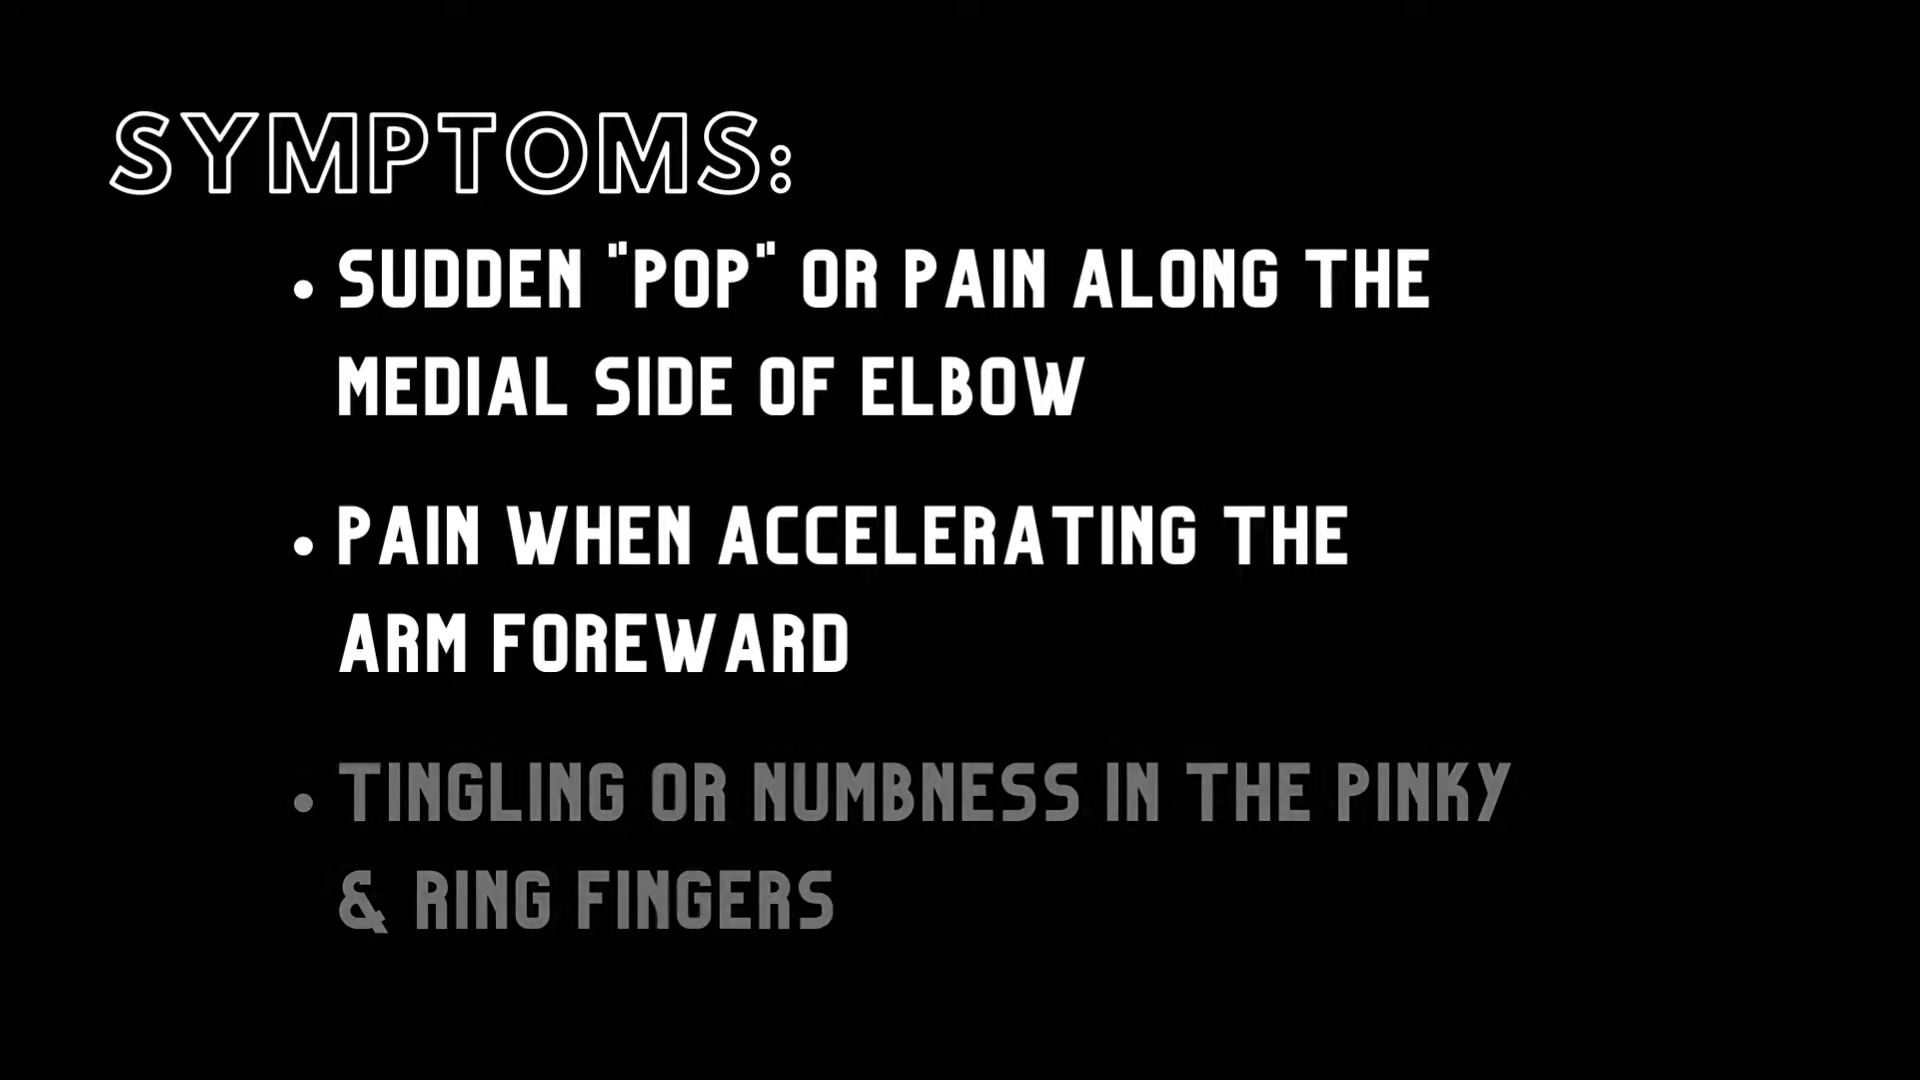 SYMPTOMS:
• SUDDEN "POP" OR PAIN ALONG THE
MEDIAL SIDE OF ELBOW
• PAIN WHEN ACCELERATING THE
ARM FOREWARD
• TINGLING OR NUMBNESS IN THE PINKY
& RING FINGERS